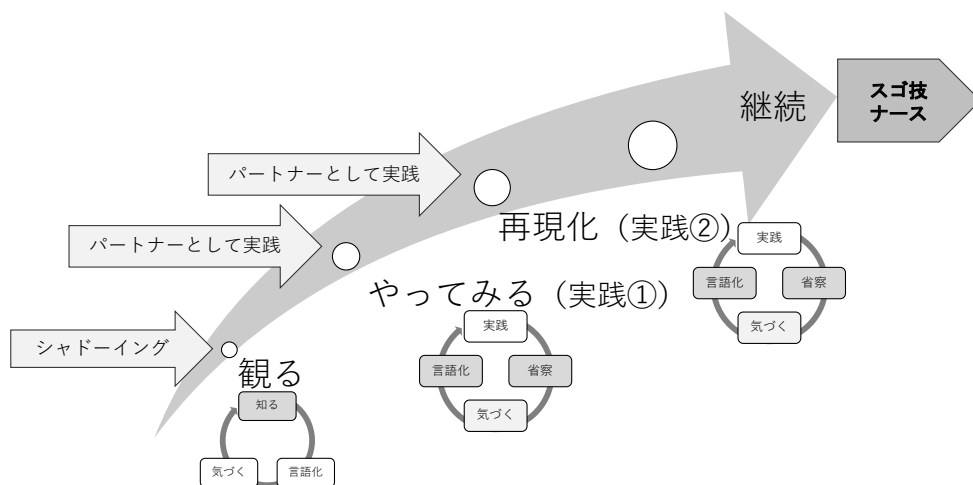 スゴ技
ナース
継続
パートナーとして実践
再現化（実践②）
実践
言語化
省察
気づく
パートナーとして実践
やってみる（実践①）
実践
言語化
省察
気づく
シャドーイング
観る
知る
気づく
言語化